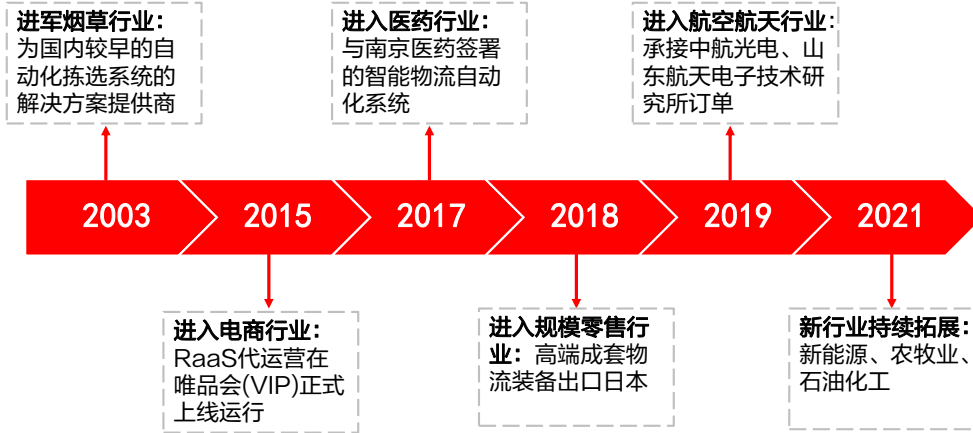 进军烟草行业：
为国内较早的自
动化拣选系统的
解决方案提供商
进入医药行业：
与南京医药签署
的智能物流自动
化系统
进入航空航天行业：
承接中航光电、山
东航天电子技术研
究所订单
2003
2015
2017
2018
2019
2021
进入电商行业：
RaaS代运营在
唯品会(VIP)正式
上线运行
进入规模零售行
业：高端成套物
流装备出口日本
新行业持续拓展：
新能源、农牧业、
石油化工